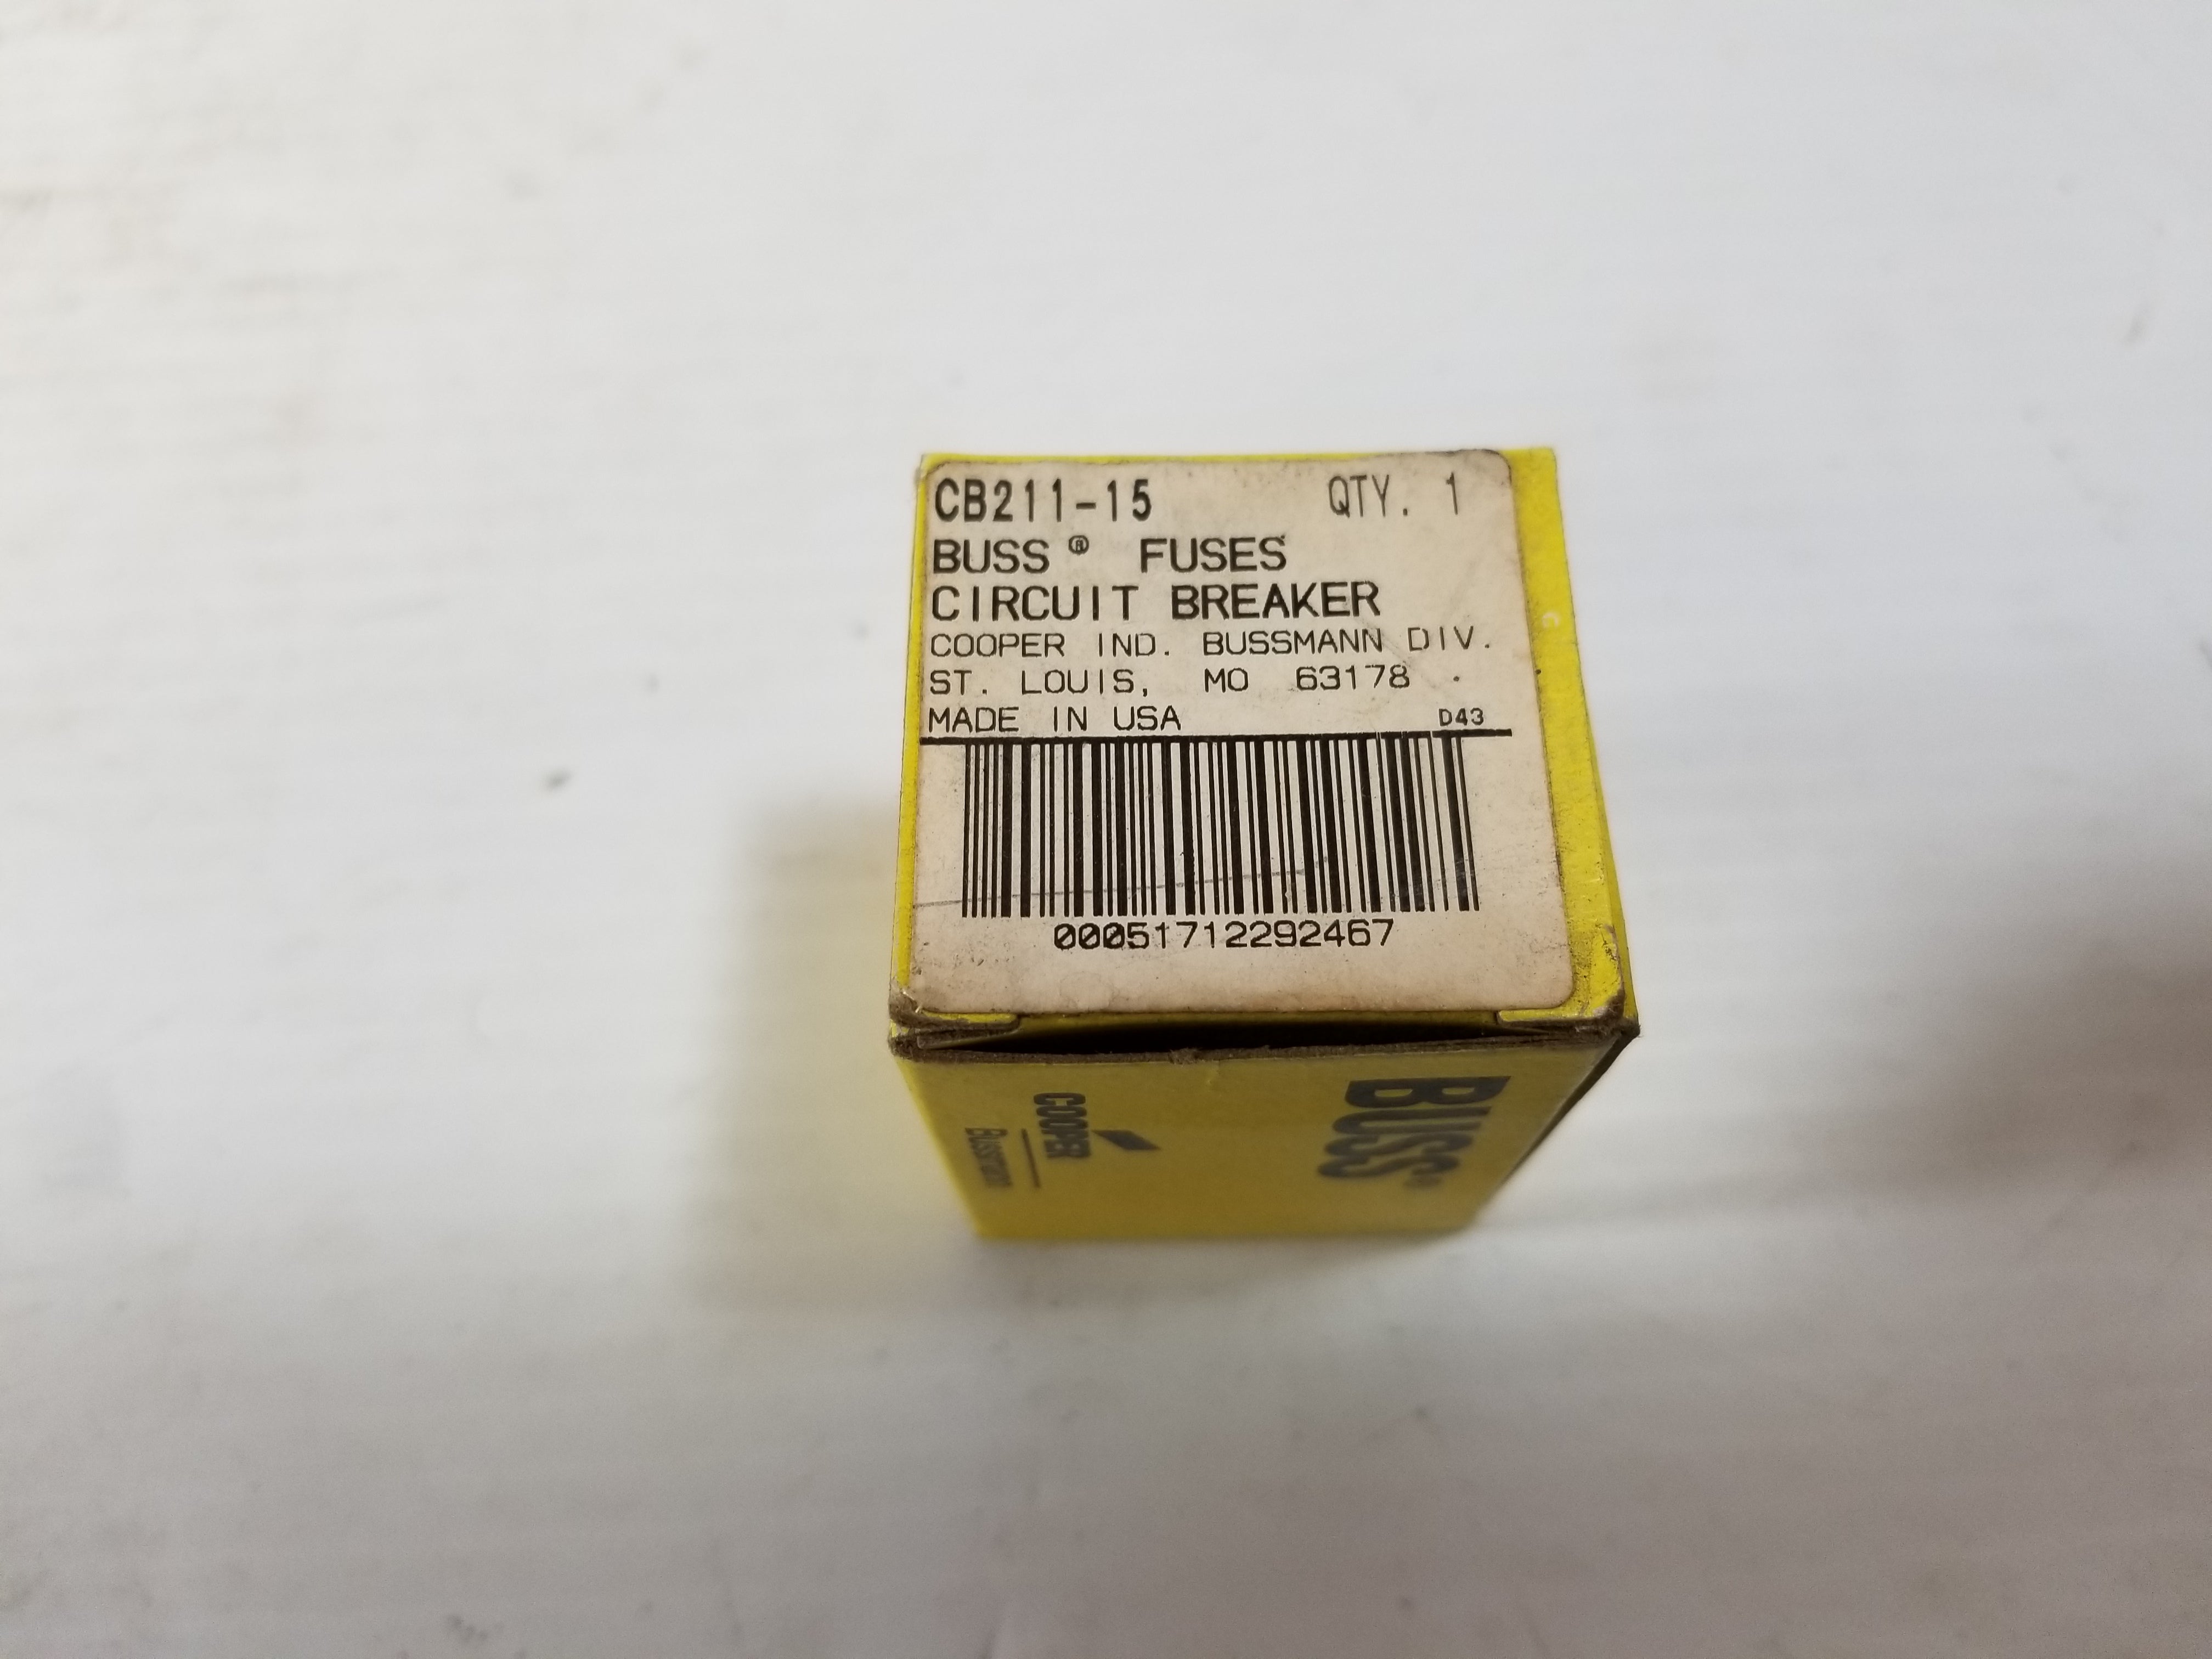 CB211-15 QTY. 1
BUSS® FUSES
CIRCUIT BREAKER
COOPER IND. BUSSMANN DIV.
ST. LOUIS, MO 63178
MADE IN USA D43
00051712292467
BUSS®
COOPER
Bussmann